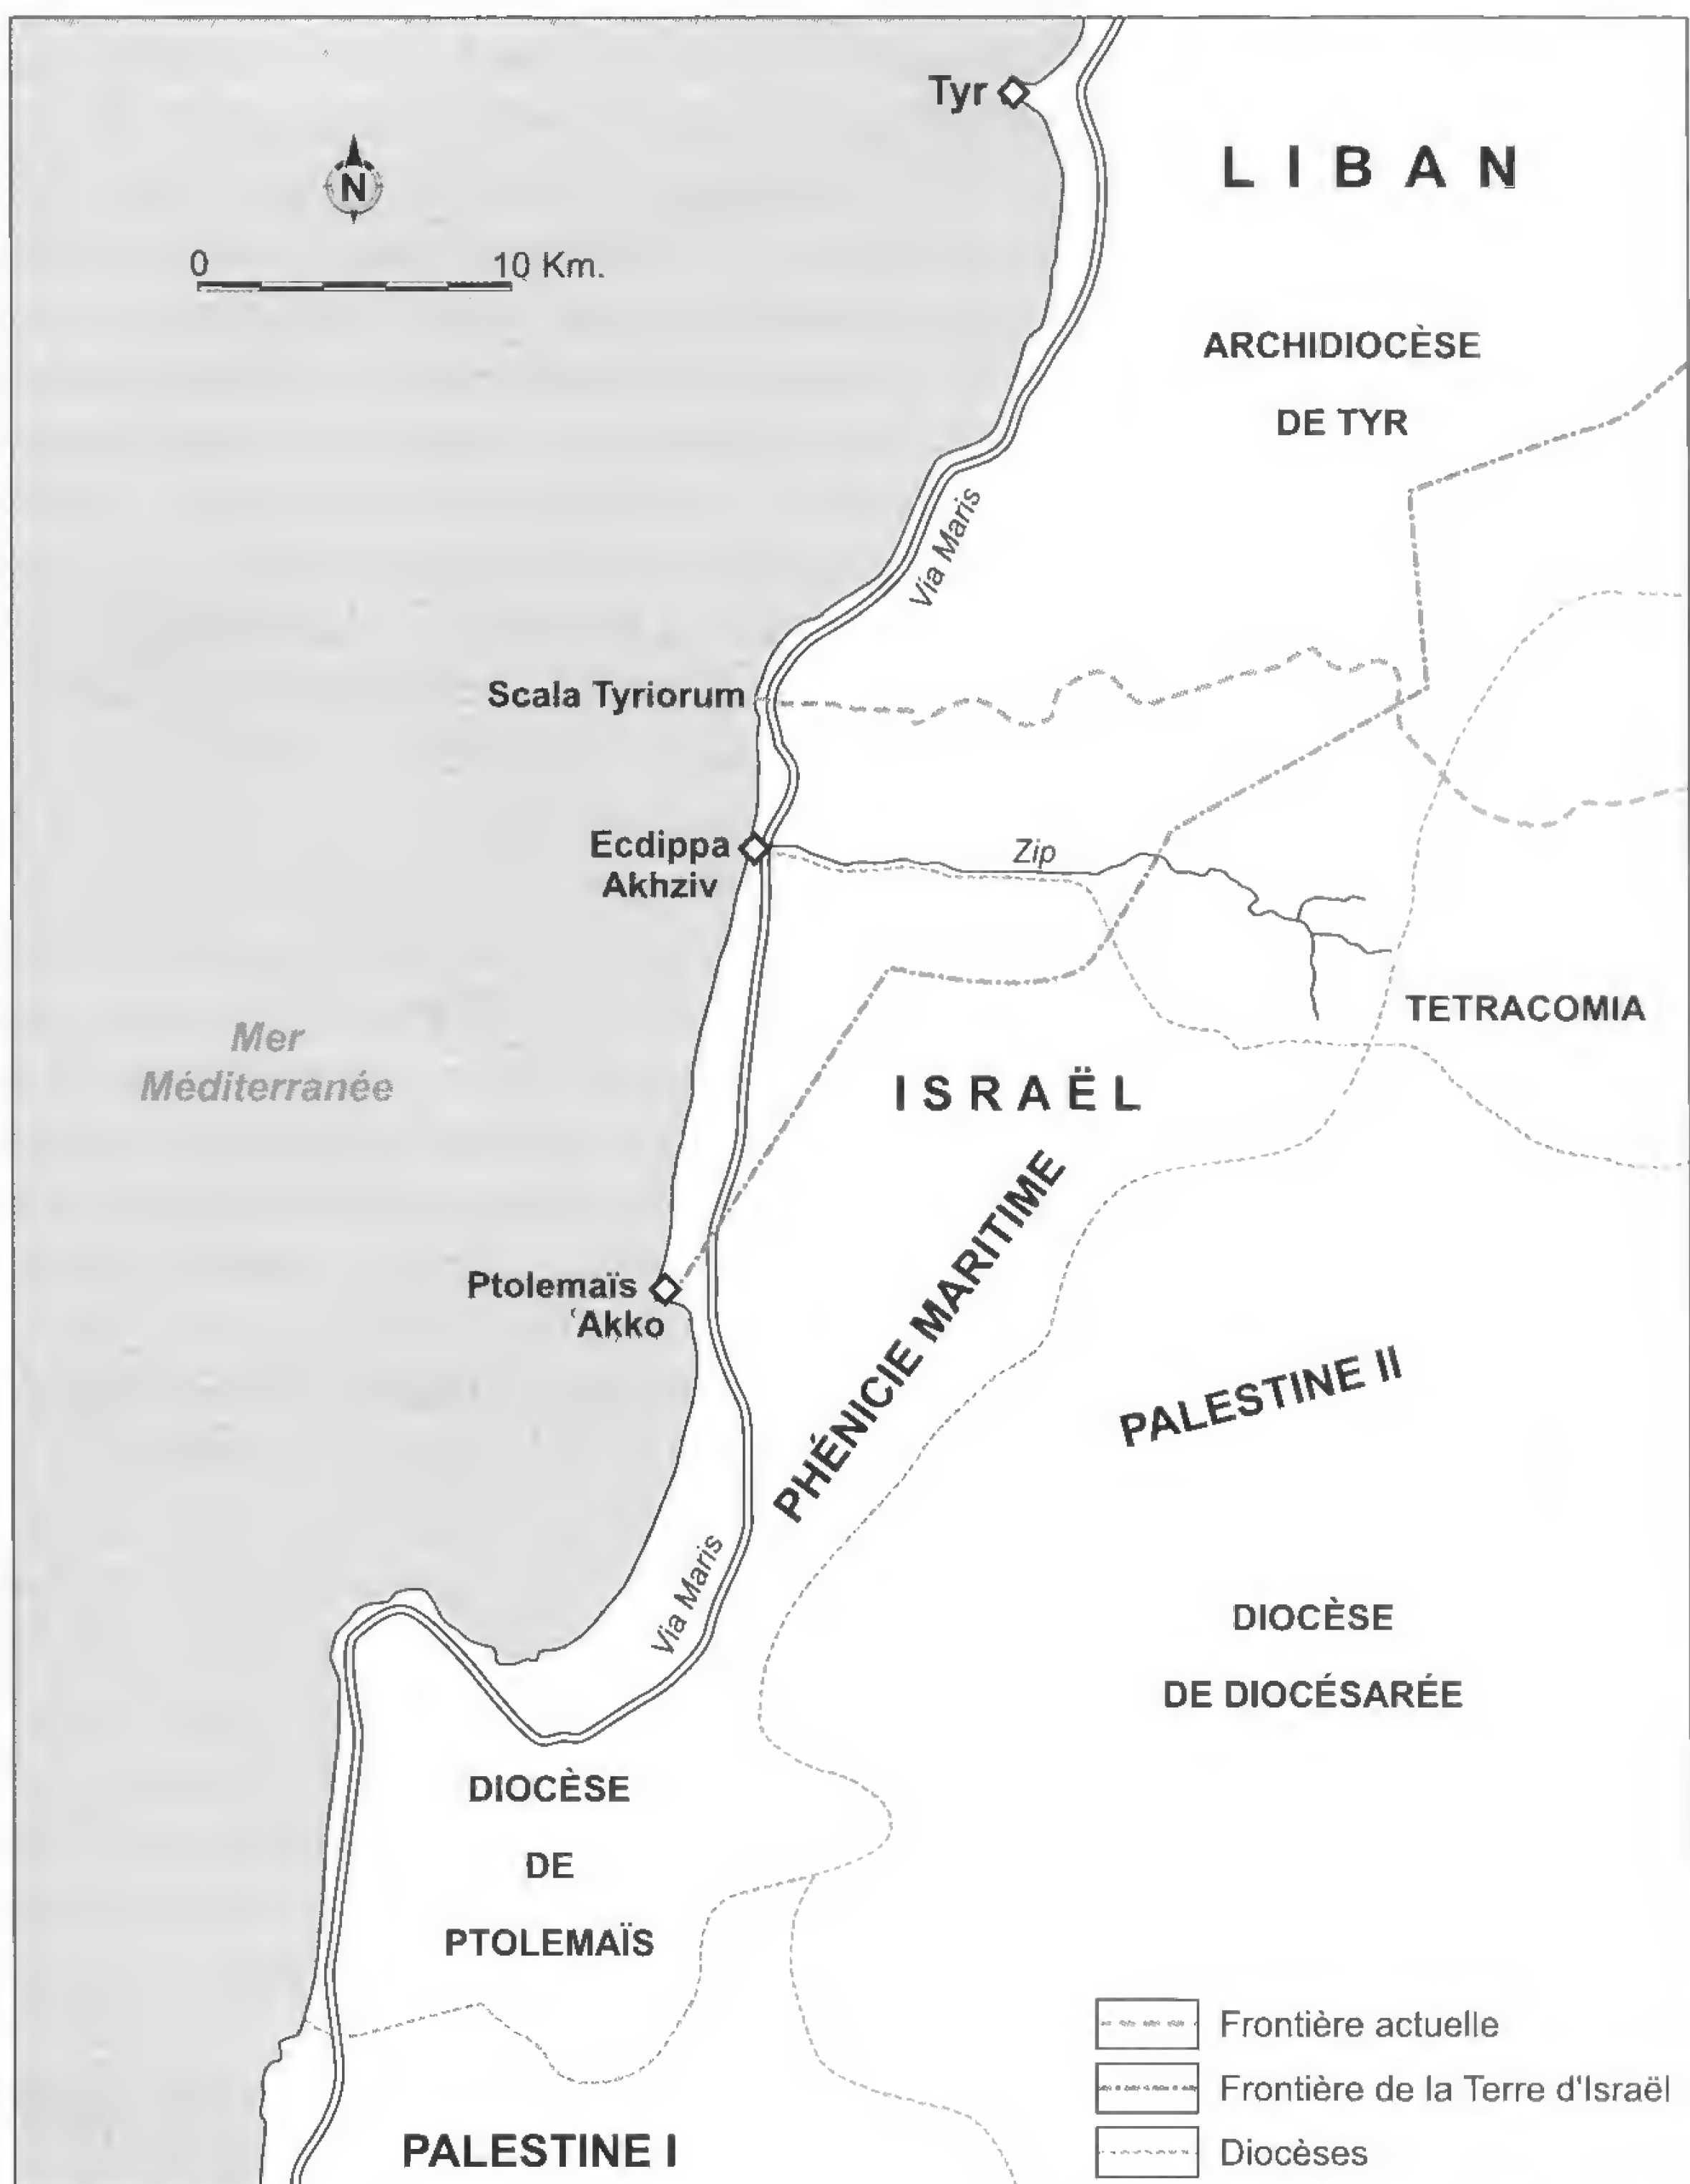 Tyr
LIBAN
N
0 10 Km.
ARCHIDIOCÈSE
DE TYR
Via Maris
Scala Tyriorum
Ecdippa
Akhziv
Zip
TETRACOMIA
Mer
Méditerranée
ISRAËL
PHÉNICIE MARITIME
Ptolemaïs
ʿAkko
PALESTINE II
Via Maris
DIOCÈSE
DE DIOCÉSARÉE
DIOCÈSE
DE
PTOLEMAÏS
PALESTINE I
Frontière actuelle
Frontière de la Terre d'Israël
Diocèses